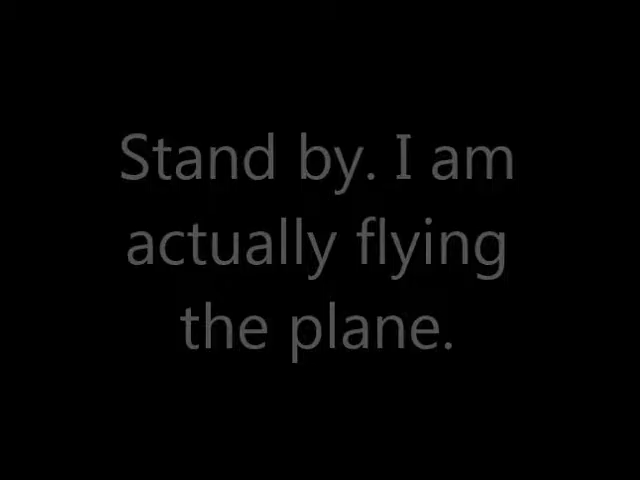 Stand by. I am
actually flying
the plane.